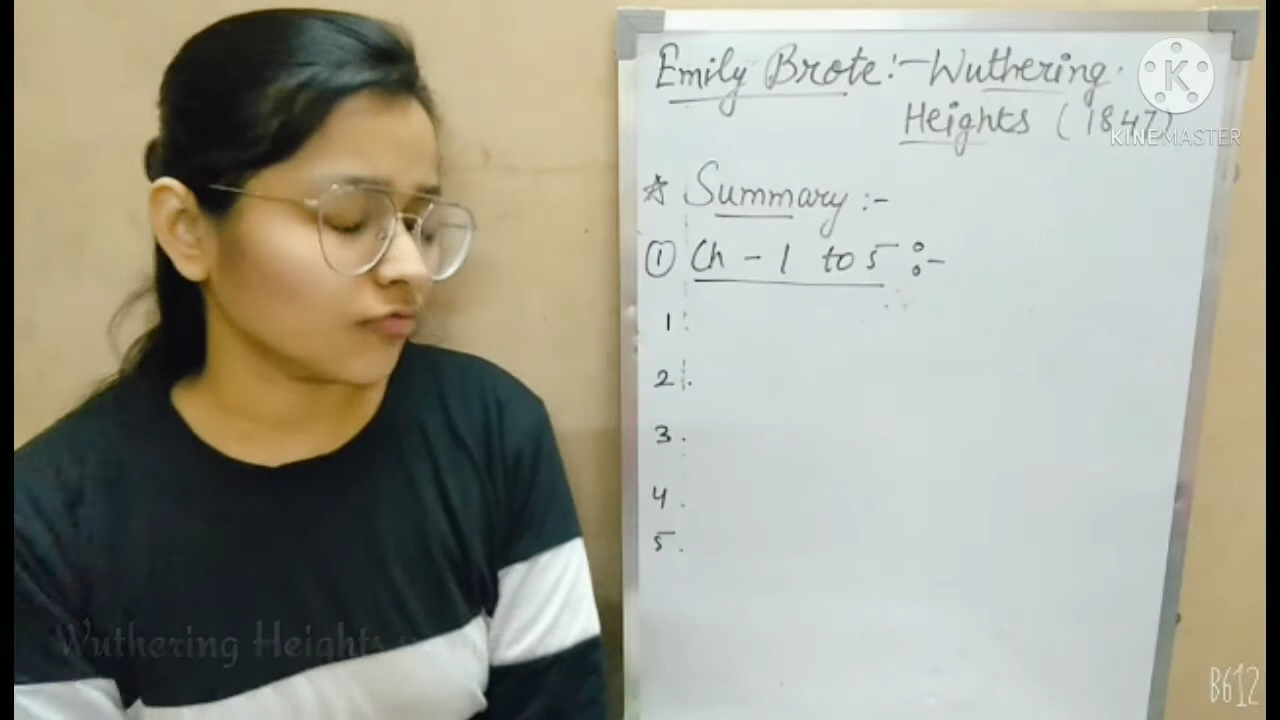 Emily Brote:- Wuthering
Heights (1847)
K
KINEMASTER
☆ Summary :-
① Ch - 1 to 5 :-
1.
2.
3.
4.
5.
Wuthering Heights
B612